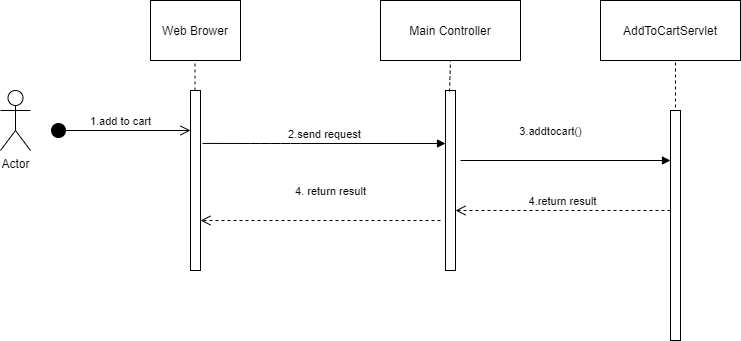 Web Brower
Main Controller
AddToCartServlet
1.add to cart
2.send request
3.addtocart()
Actor
4. return result
4.return result